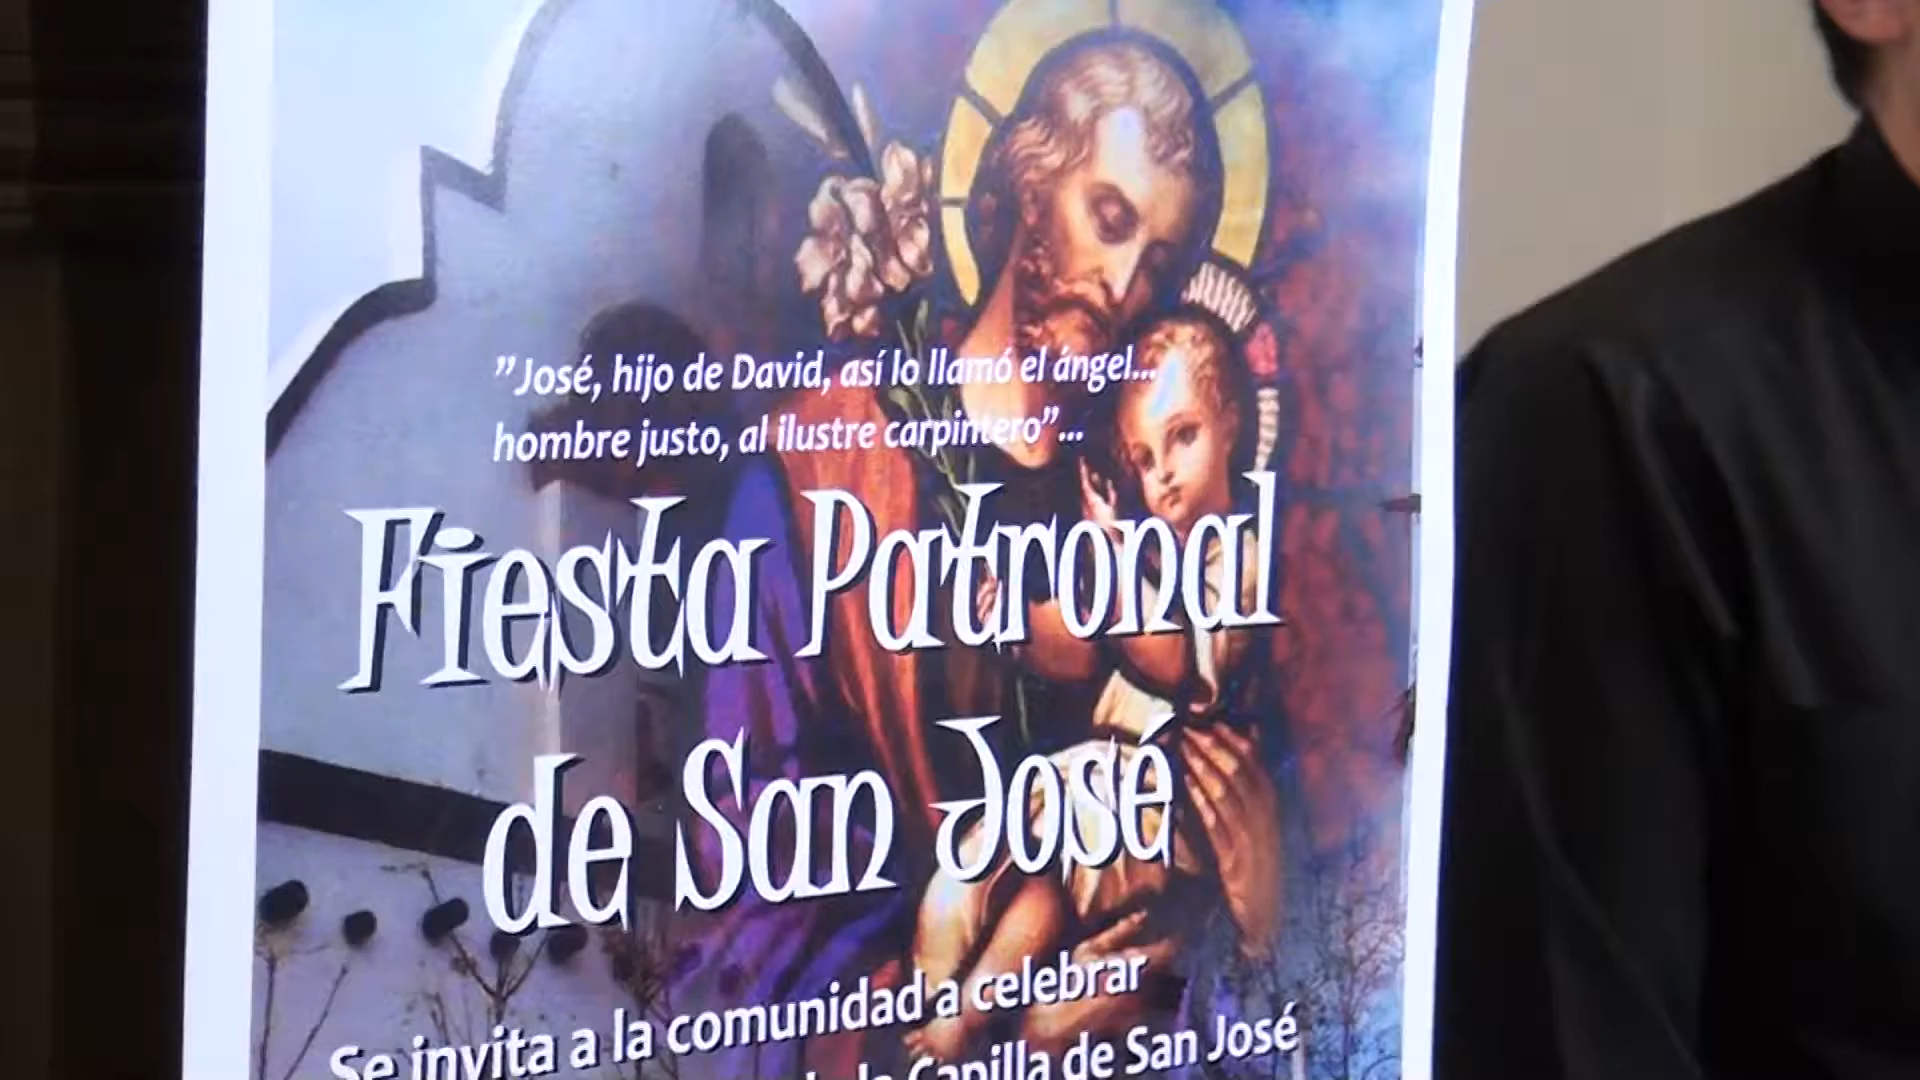 ”José, hijo de David, así lo llamó el ángel...
hombre justo, al ilustre carpintero”...
Fiesta Patronal
de San José
Se invita a la comunidad a celebrar
la Capilla de San José